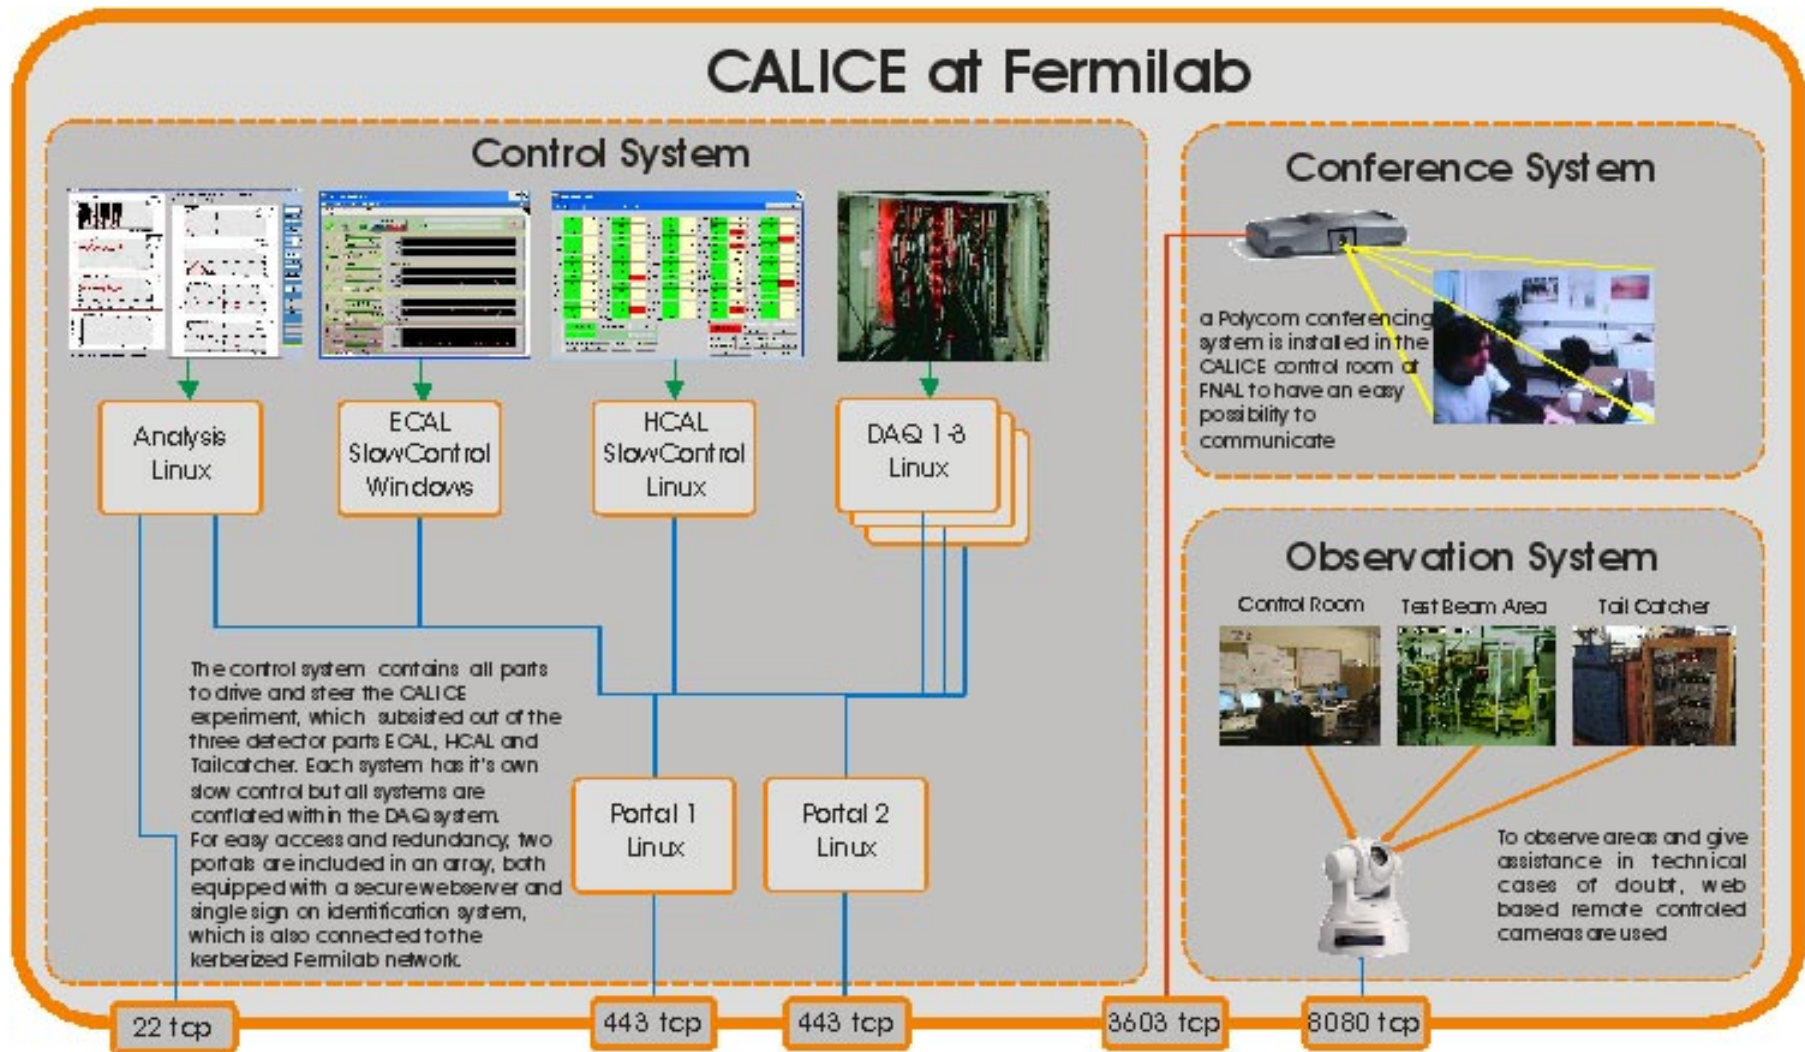 CALICE at Fermilab
Control System
Analysis
Linux
ECAL
SlowControl
Windows
HCAL
SlowControl
Linux
DAQ 1-3
Linux
The control system contains all parts
to drive and steer the CALICE
experiment, which subsisted out of the
three detector parts ECAL, HCAL and
Tailcatcher. Each system has it's own
slow control but all systems are
conflated within the DAQ system.
For easy access and redundancy, two
portals are included in an array, both
equipped with a secure webserver and
single sign on identification system,
which is also connected to the
kerberized Fermilab network.
Portal 1
Linux
Portal 2
Linux
Conference System
a Polycom conferencing
system is installed in the
CALICE control room at
FNAL to have an easy
possibility to
communicate
Observation System
Control Room
Test Beam Area
Tail Catcher
To observe areas and give
assistance in technical
cases of doubt, web
based remote controled
cameras are used
22 tcp
443 tcp
443 tcp
3603 tcp
8080 tcp